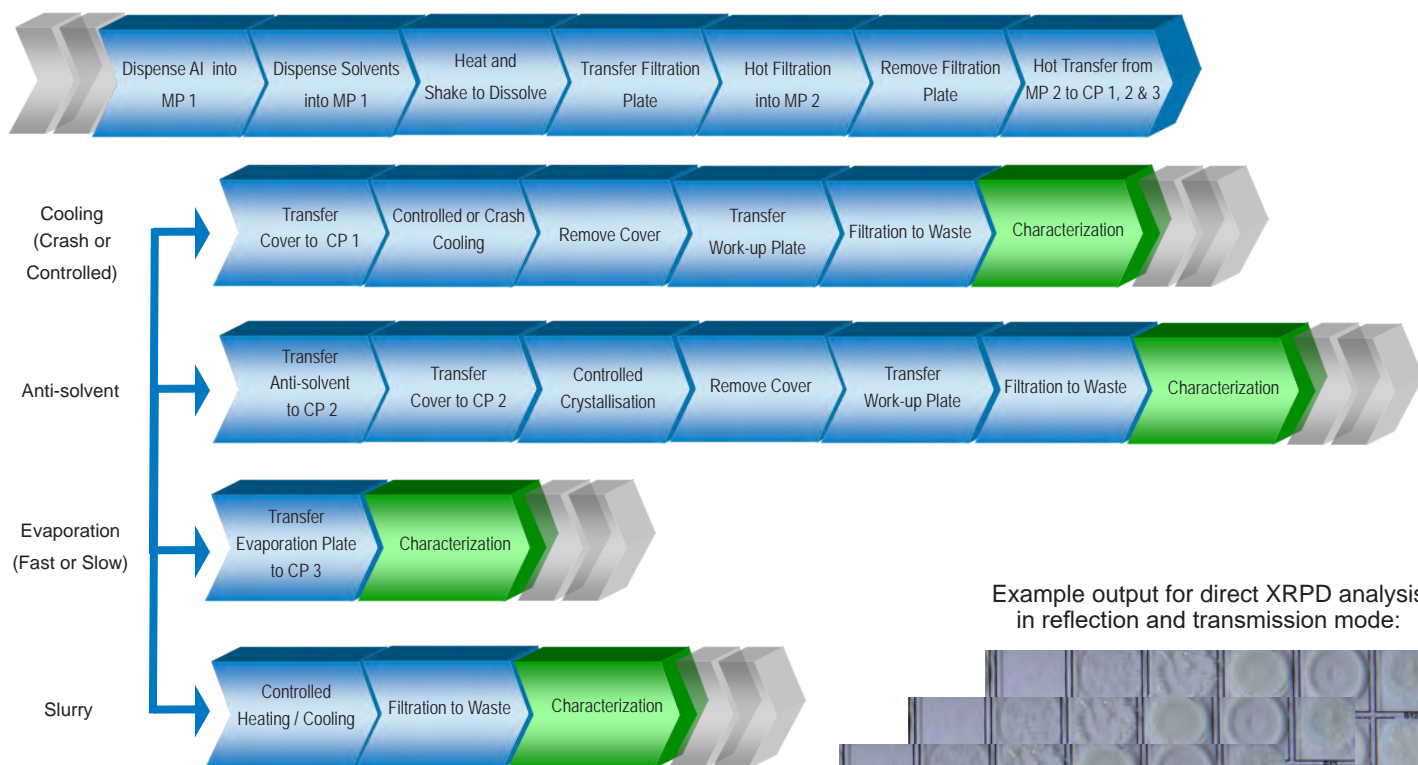 Dispense AI into
MP 1
Dispense Solvents
into MP 1
Heat and
Shake to Dissolve
Transfer Filtration
Plate
Hot Filtration
into MP 2
Remove Filtration
Plate
Hot Transfer from
MP 2 to CP 1, 2 & 3
Cooling
(Crash or
Controlled)
Transfer
Cover to CP 1
Controlled or Crash
Cooling
Remove Cover
Transfer
Work-up Plate
Filtration to Waste
Characterization
Anti-solvent
Transfer
Anti-solvent
to CP 2
Transfer
Cover to CP 2
Controlled
Crystallisation
Remove Cover
Transfer
Work-up Plate
Filtration to Waste
Characterization
Evaporation
(Fast or Slow)
Transfer
Evaporation Plate
to CP 3
Characterization
Slurry
Controlled
Heating / Cooling
Filtration to Waste
Characterization
Example output for direct XRPD analysis
in reflection and transmission mode: